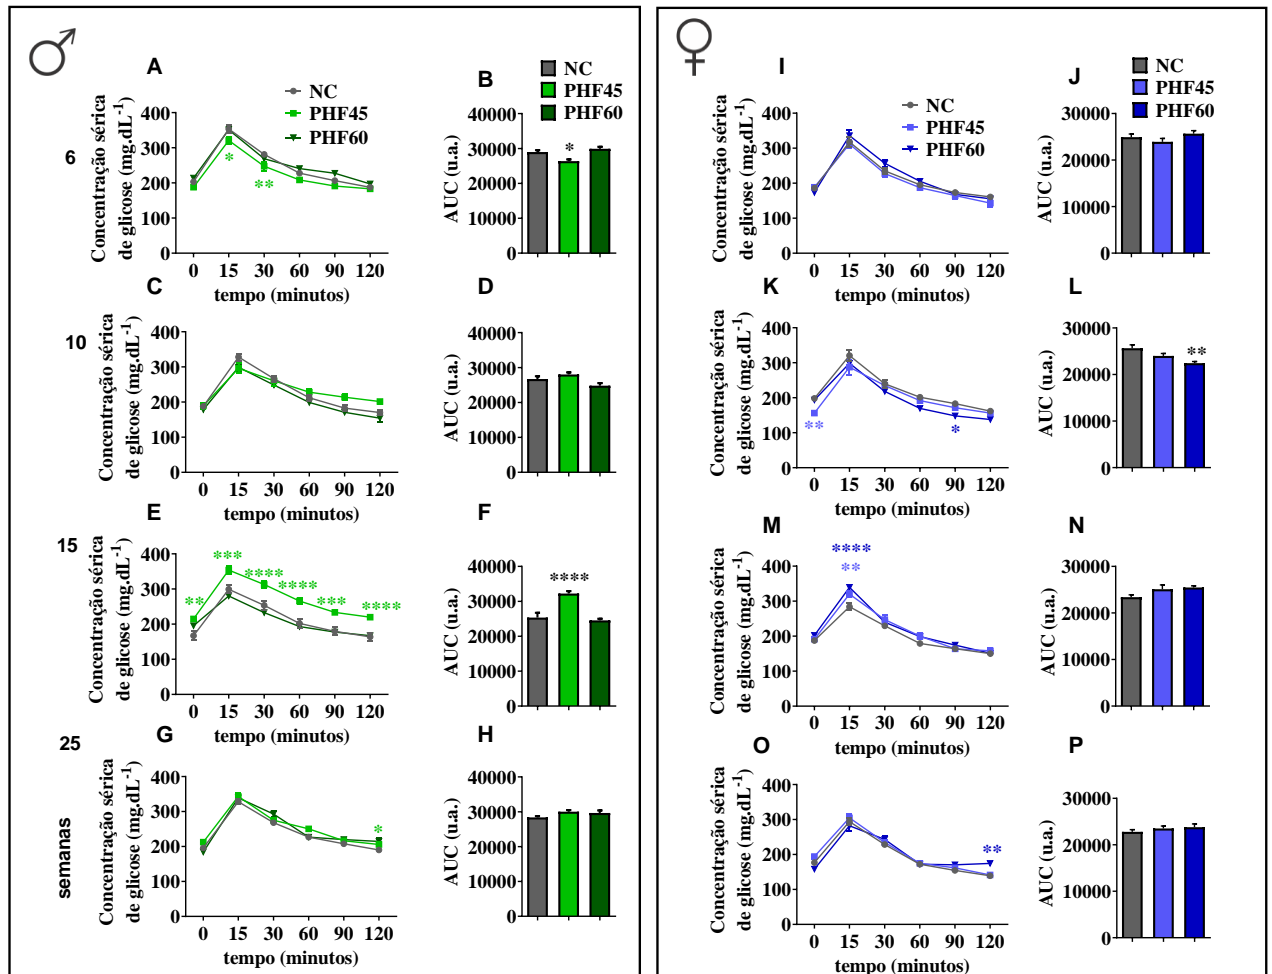 A
NC
PHF45
PHF60
Concentração sérica
de glicose (mg.dL-1)
400
300
200
100
0
*
**
0 15 30 60 90 120
tempo (minutos)
6
B
NC
PHF45
PHF60
AUC (u.a.)
40000
30000
20000
10000
0
*
C
10
Concentração sérica
de glicose (mg.dL-1)
400
300
200
100
0
0 15 30 60 90 120
tempo (minutos)
D
AUC (u.a.)
40000
30000
20000
10000
0
E
15
Concentração sérica
de glicose (mg.dL-1)
400
300
200
100
0
** *** **** **** *** ****
0 15 30 60 90 120
tempo (minutos)
F
AUC (u.a.)
40000
30000
20000
10000
0
****
G
25
semanas
Concentração sérica
de glicose (mg.dL-1)
400
300
200
100
0
*
0 15 30 60 90 120
tempo (minutos)
H
AUC (u.a.)
40000
30000
20000
10000
0
I
NC
PHF45
PHF60
Concentração sérica
de glicose (mg.dL-1)
400
300
200
100
0
0 15 30 60 90 120
tempo (minutos)
J
NC
PHF45
PHF60
AUC (u.a.)
30000
20000
10000
0
K
Concentração sérica
de glicose (mg.dL-1)
400
300
200
100
0
**
*
0 15 30 60 90 120
tempo (minutos)
L
AUC (u.a.)
30000
20000
10000
0
**
M
Concentração sérica
de glicose (mg.dL-1)
400
300
200
100
0
****
**
0 15 30 60 90 120
tempo (minutos)
N
AUC (u.a.)
30000
20000
10000
0
O
Concentração sérica
de glicose (mg.dL-1)
400
300
200
100
0
**
0 15 30 60 90 120
tempo (minutos)
P
AUC (u.a.)
30000
20000
10000
0